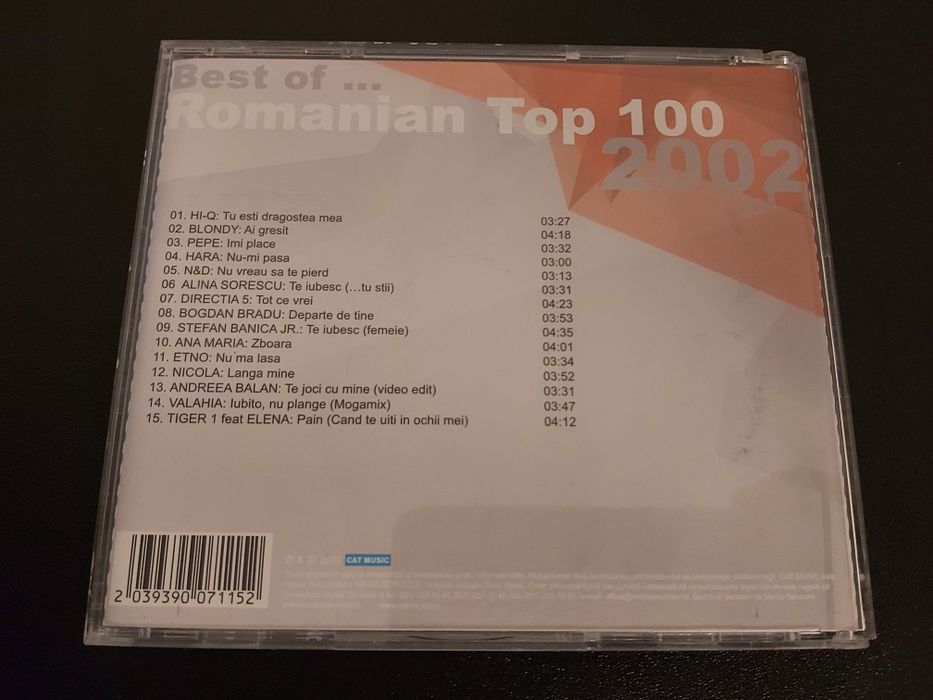 Best of ...
Romanian Top 100
2002
01. HI-Q: Tu esti dragostea mea 03:27
02. BLONDY: Ai gresit 04:18
03. PEPE: Imi place 03:32
04. HARA: Nu-mi pasa 03:00
05. N&D: Nu vreau sa te pierd 03:13
06 ALINA SORESCU: Te iubesc (...tu stii) 03:31
07. DIRECTIA 5: Tot ce vrei 04:23
08. BOGDAN BRADU: Departe de tine 03:53
09. STEFAN BANICA JR.: Te iubesc (femeie) 04:35
10. ANA MARIA: Zboara 04:01
11. ETNO: Nu ma lasa 03:34
12. NICOLA: Langa mine 03:52
13. ANDREEA BALAN: Te joci cu mine (video edit) 03:31
14. VALAHIA: Iubito, nu plange (Mogamix) 03:47
15. TIGER 1 feat ELENA: Pain (Cand te uiti in ochii mei) 04:12
CAT MUSIC
2 039390 071152